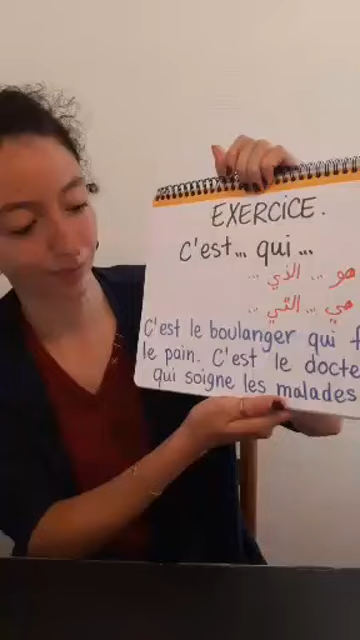 EXERCICE.
C'est... qui...
هو ... الذي ...
هي ... التي ...
C'est le boulanger qui f
le pain. C'est le docte
qui soigne les malades